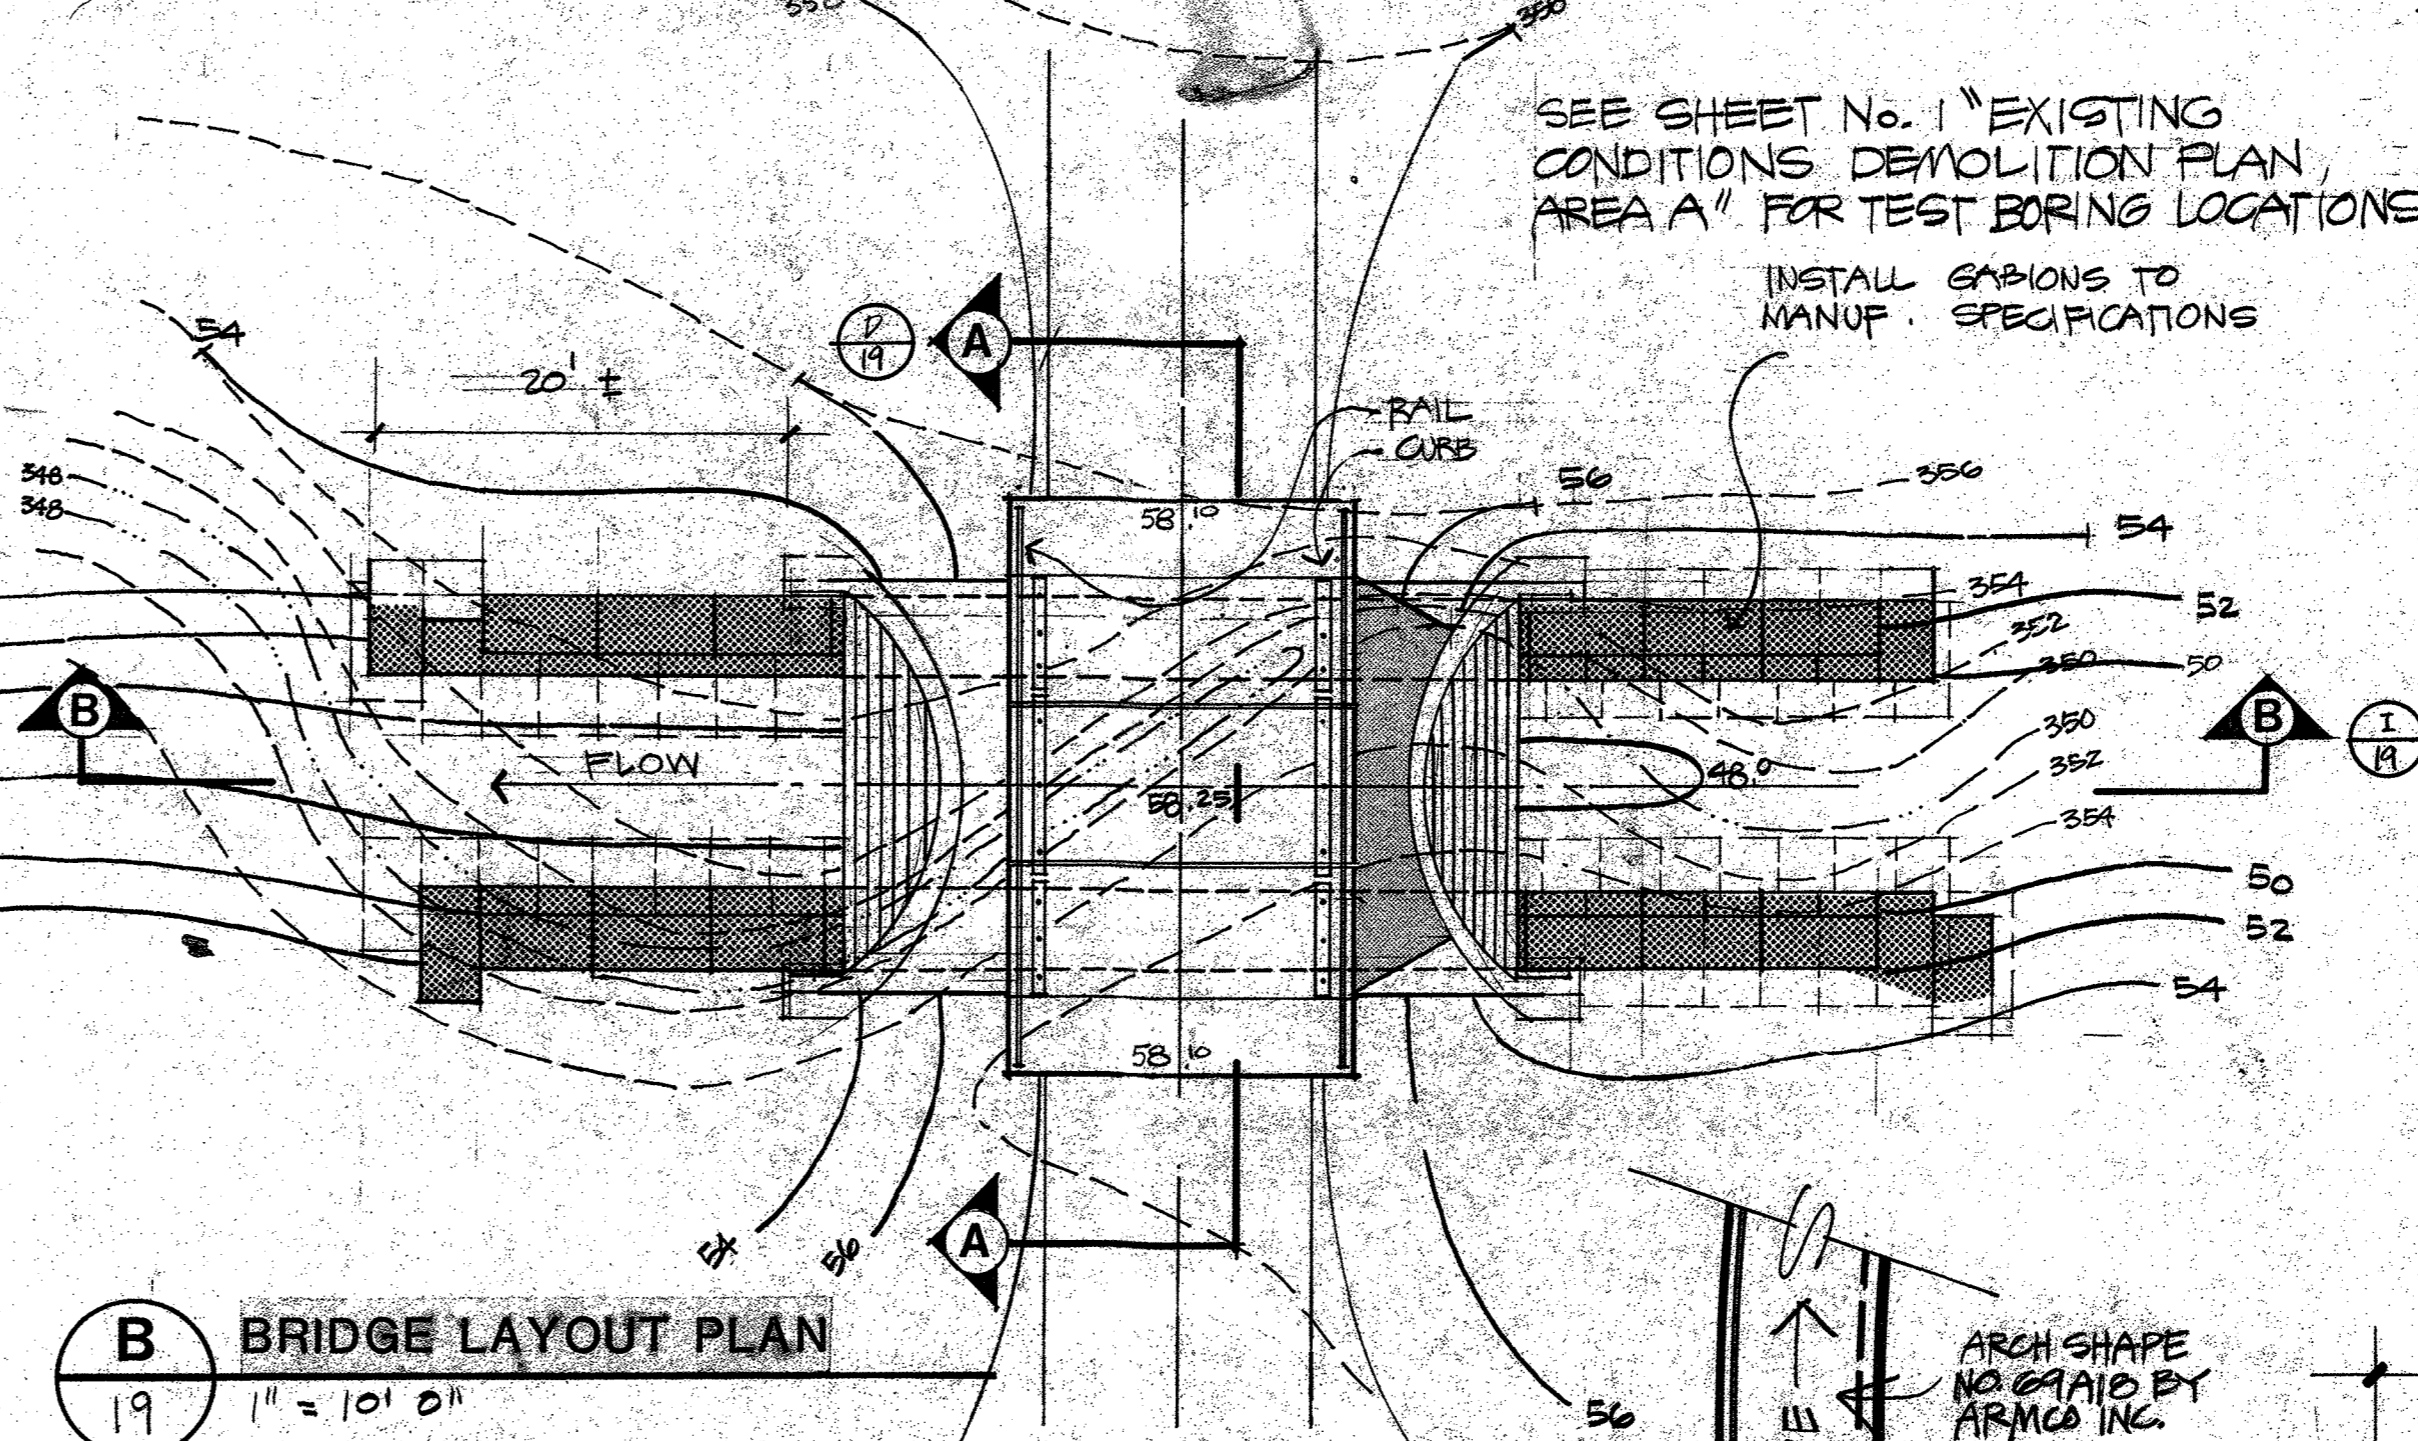 350
SEE SHEET No. 1 "EXISTING
CONDITIONS DEMOLITION PLAN,
AREA A" FOR TEST BORING LOCATIONS
INSTALL GABIONS TO
MANUF. SPECIFICATIONS
54
20' ±
D
19
A
RAIL
CURB
348
348
58.10
56
356
54
354
52
352
350
50
B
FLOW
58.25
48.0
350
352
354
B
I
19
50
52
54
58.10
54
56
A
56
B
19
BRIDGE LAYOUT PLAN
1" = 10' 0"
ARCH SHAPE
NO. 69A18 BY
ARMCO INC.